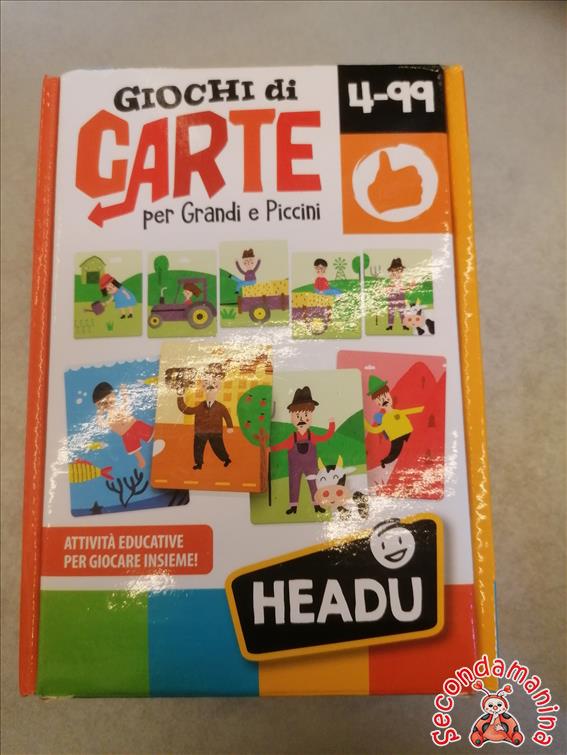 GIOCHI di
CARTE
per Grandi e Piccini
4-99
ATTIVITÀ EDUCATIVE
PER GIOCARE INSIEME!
HEADU
Secondamanina